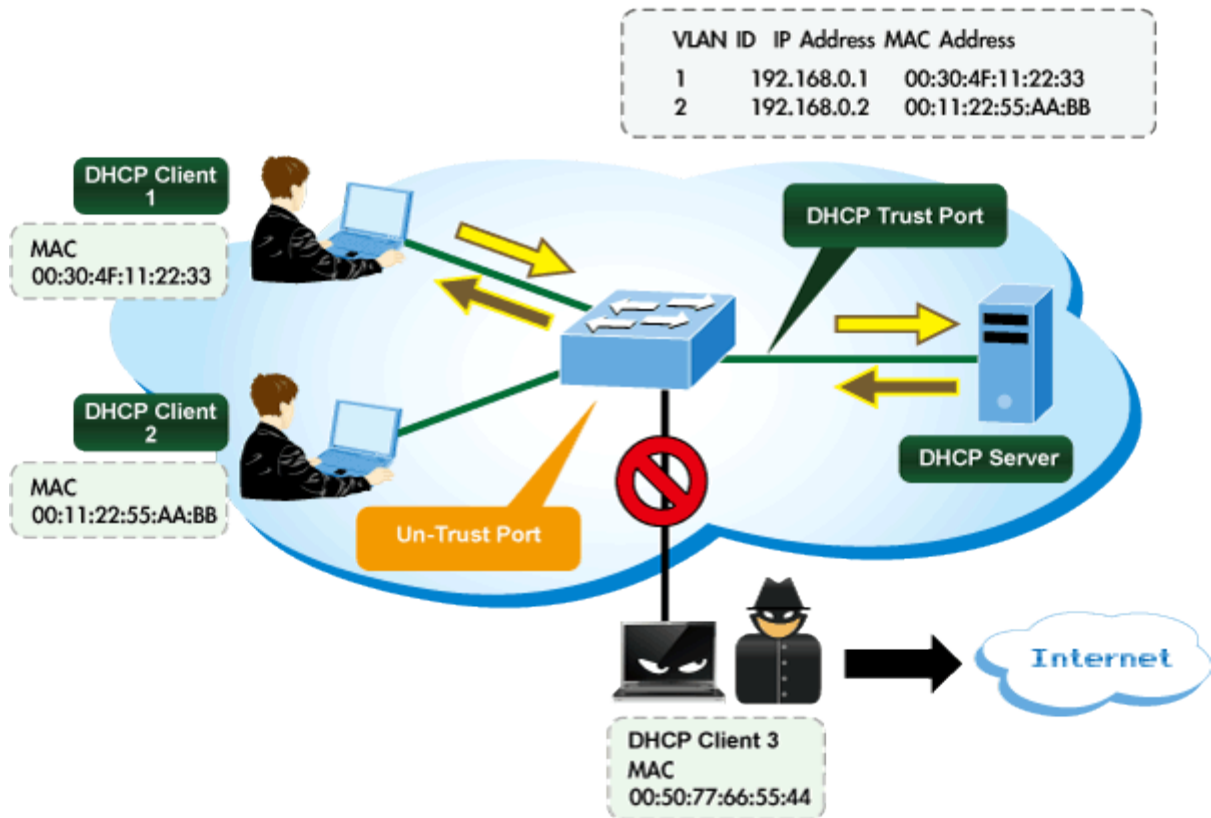 VLAN ID IP Address MAC Address
1 192.168.0.1 00:30:4F:11:22:33
2 192.168.0.2 00:11:22:55:AA:BB
DHCP Client
1
MAC
00:30:4F:11:22:33
DHCP Trust Port
DHCP Client
2
MAC
00:11:22:55:AA:BB
DHCP Server
Un-Trust Port
Internet
DHCP Client 3
MAC
00:50:77:66:55:44